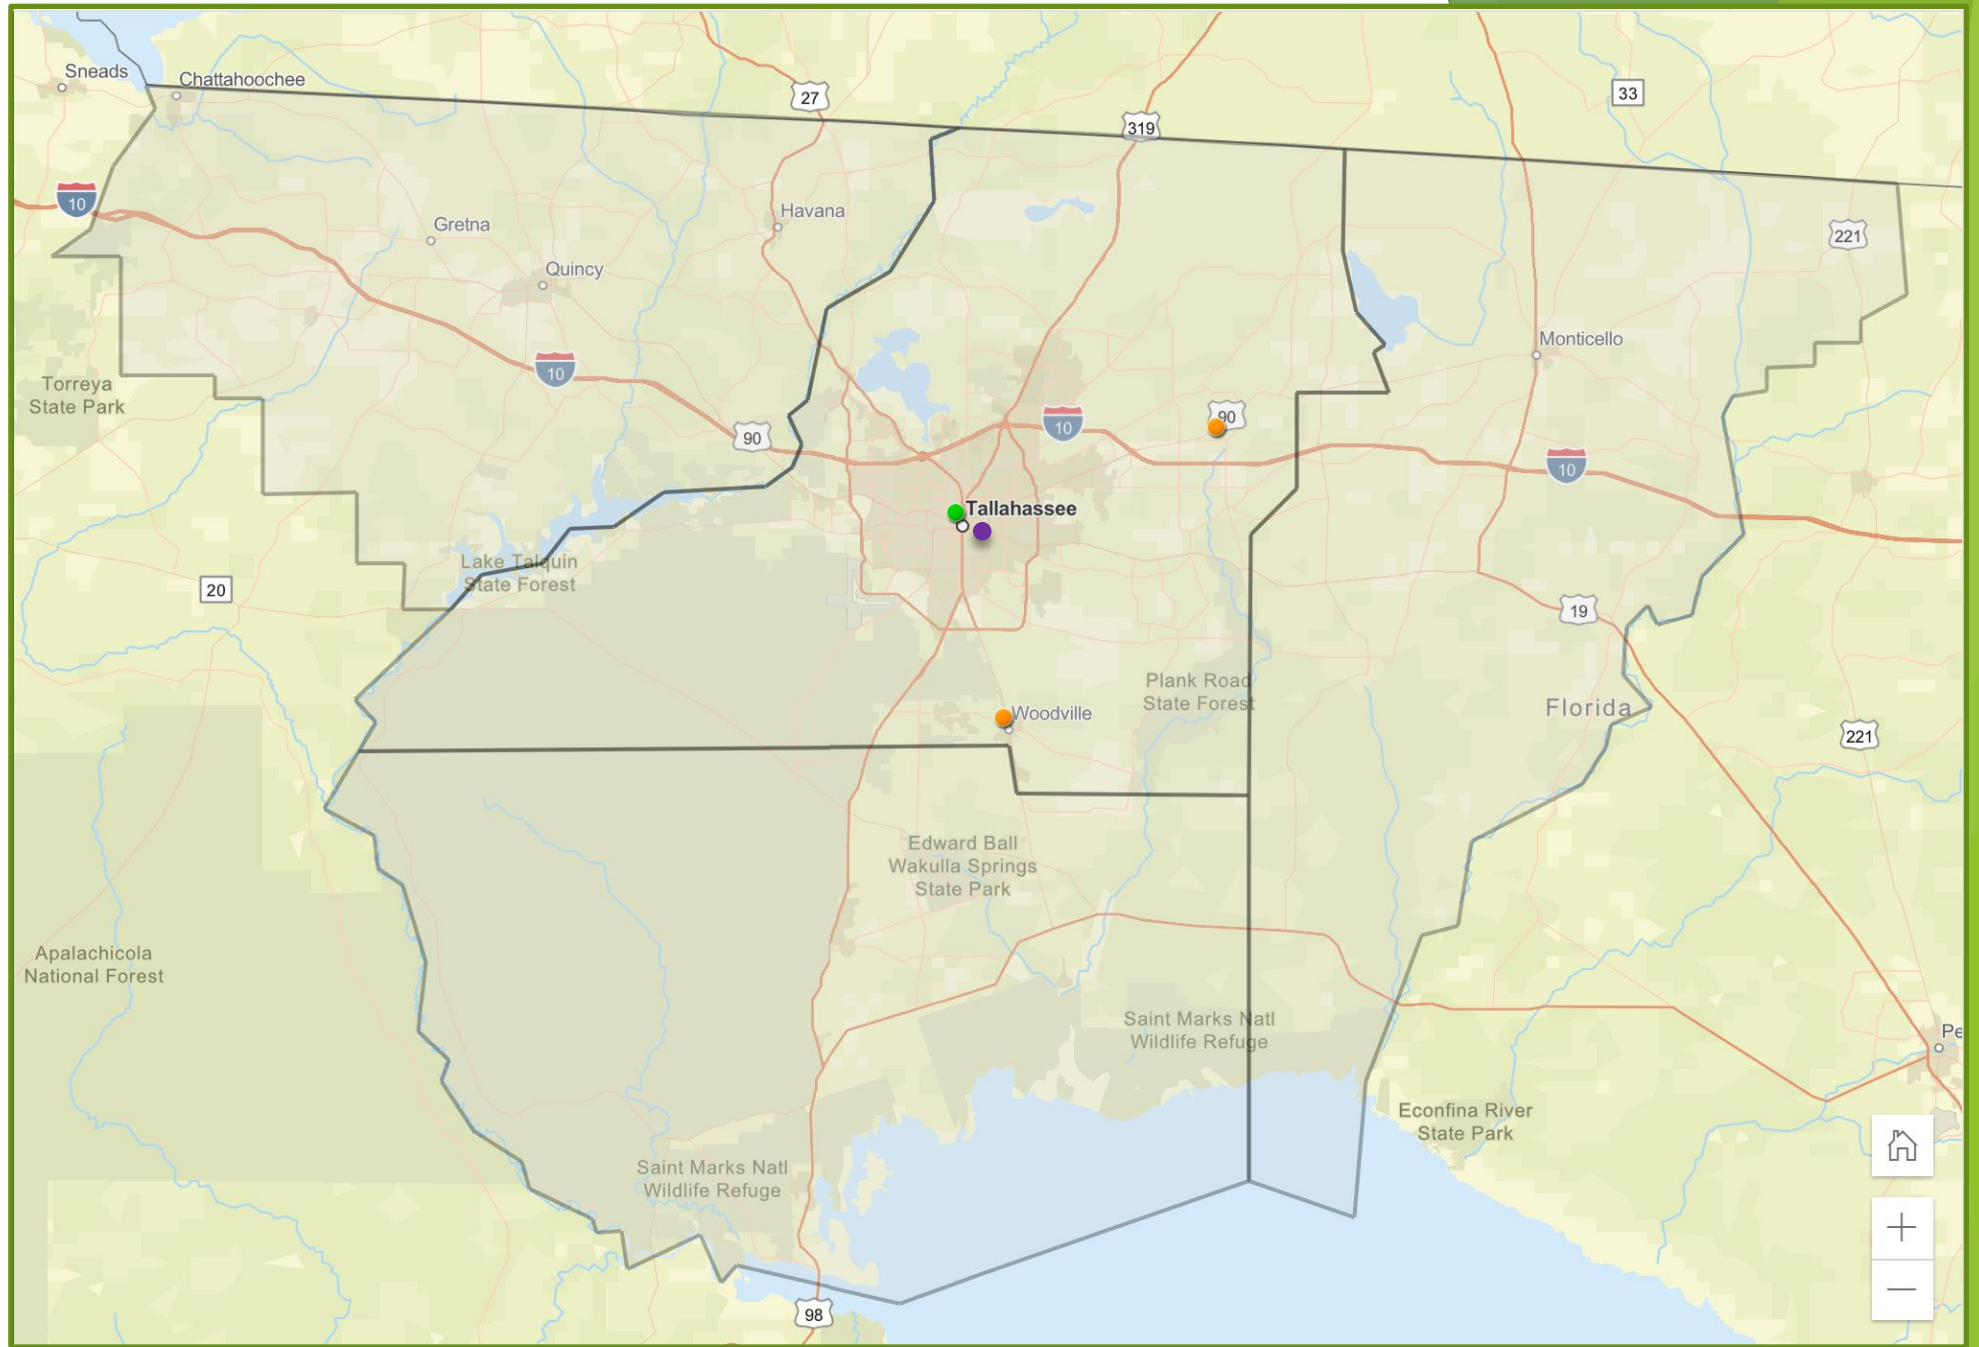 Sneads
Chattahoochee
27
33
319
10
Havana
Gretna
221
Quincy
Monticello
10
Torreya
State Park
90
10
90
10
Tallahassee
Lake Talquin
State Forest
20
19
Plank Road
State Forest
Florida
Woodville
221
Edward Ball
Wakulla Springs
State Park
Apalachicola
National Forest
Saint Marks Natl
Wildlife Refuge
Pe
Econfina River
State Park
Saint Marks Natl
Wildlife Refuge
98